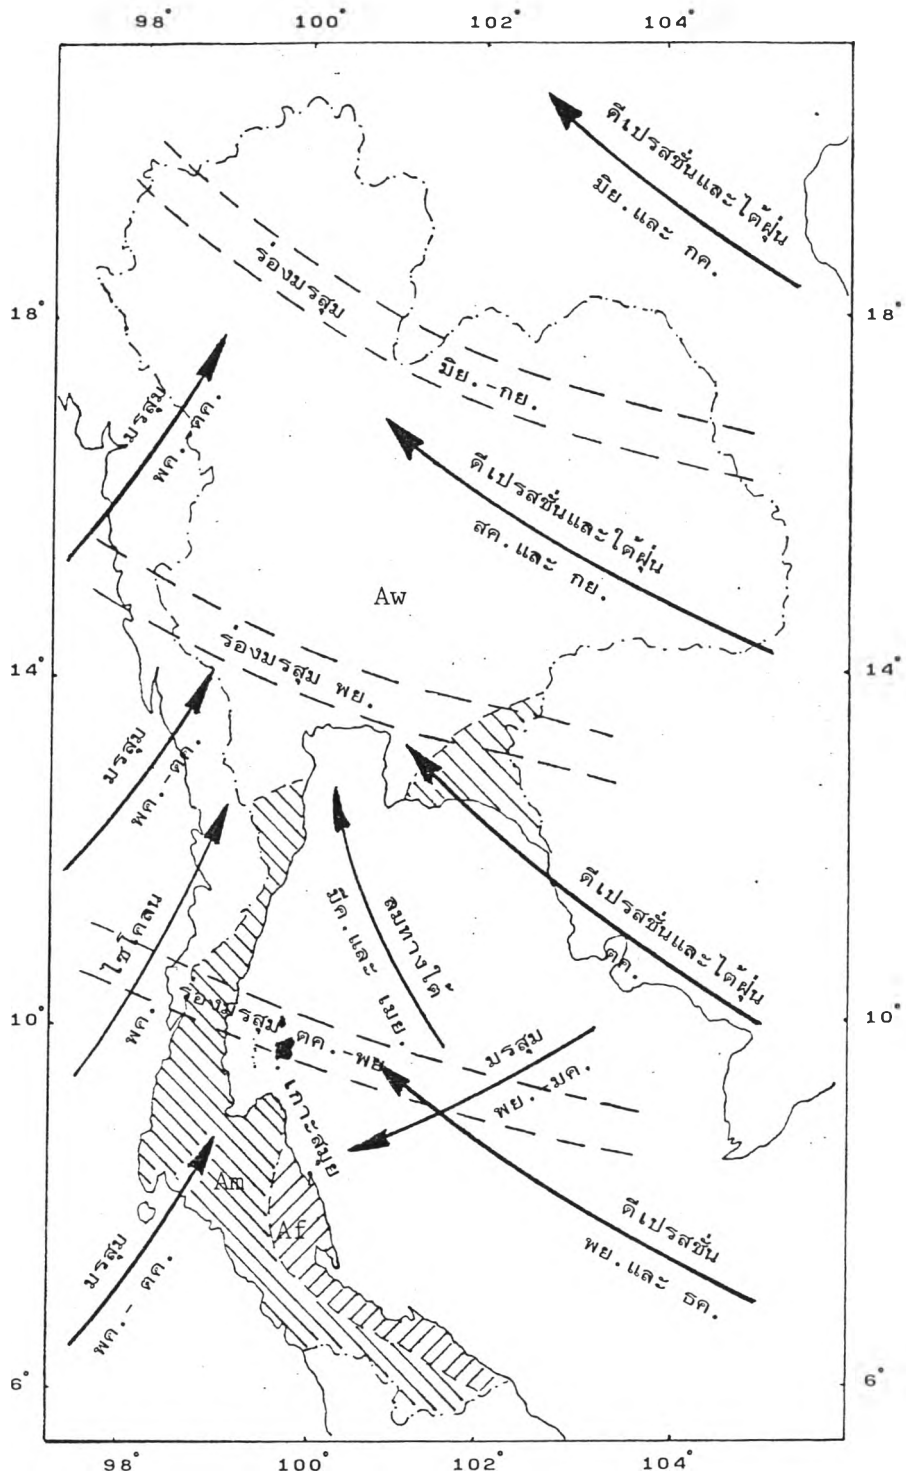 98° 100° 102° 104°
ดีเปรสชั่นและไต้ฝุ่น
มิย.และ กค.
ร่องมรสุม
มิย.-กย.
18° 18°
มรสุม
พค.-ตค.
ดีเปรสชั่นและไต้ฝุ่น
สค.และ กย.
Aw
ร่องมรสุม พย.
14° 14°
มรสุม
พค.-ตค.
ไซโคลน
พค.
ลมทางใต้
มีค.และ เมย.
ดีเปรสชั่นและไต้ฝุ่น
ตค.
10° 10°
ร่องมรสุม ตค.-พย
มรสุม
พย.-มค.
เกาะสมุย
Am
Af
มรสุม
พค.- ตค.
ดีเปรสชั่น
พย.และ ธค.
6° 6°
98° 100° 102° 104°